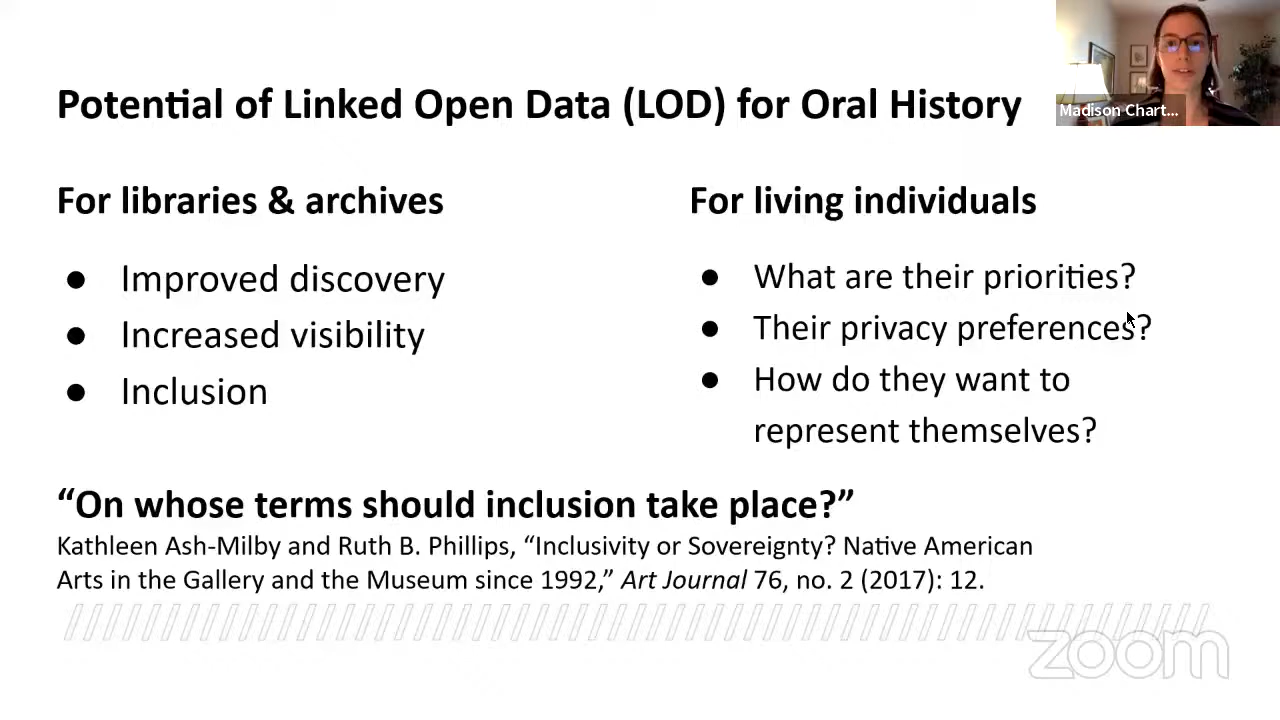 Potential of Linked Open Data (LOD) for Oral History
Madison Chart...
For libraries & archives
● Improved discovery
● Increased visibility
● Inclusion
For living individuals
● What are their priorities?
● Their privacy preferences?
● How do they want to
represent themselves?
“On whose terms should inclusion take place?”
Kathleen Ash-Milby and Ruth B. Phillips, “Inclusivity or Sovereignty? Native American
Arts in the Gallery and the Museum since 1992,” Art Journal 76, no. 2 (2017): 12.
zoom